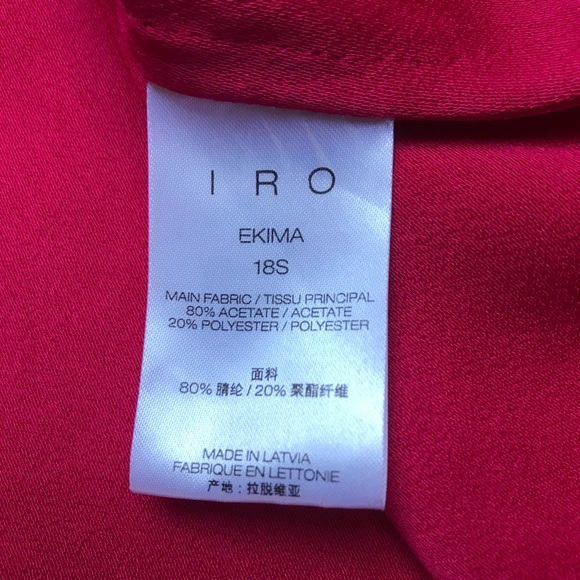 I R O
EKIMA
18S
MAIN FABRIC / TISSU PRINCIPAL
80% ACETATE / ACETATE
20% POLYESTER / POLYESTER
面料
80% 腈纶 / 20% 聚酯纤维
MADE IN LATVIA
FABRIQUE EN LETTONIE
产地: 拉脱维亚